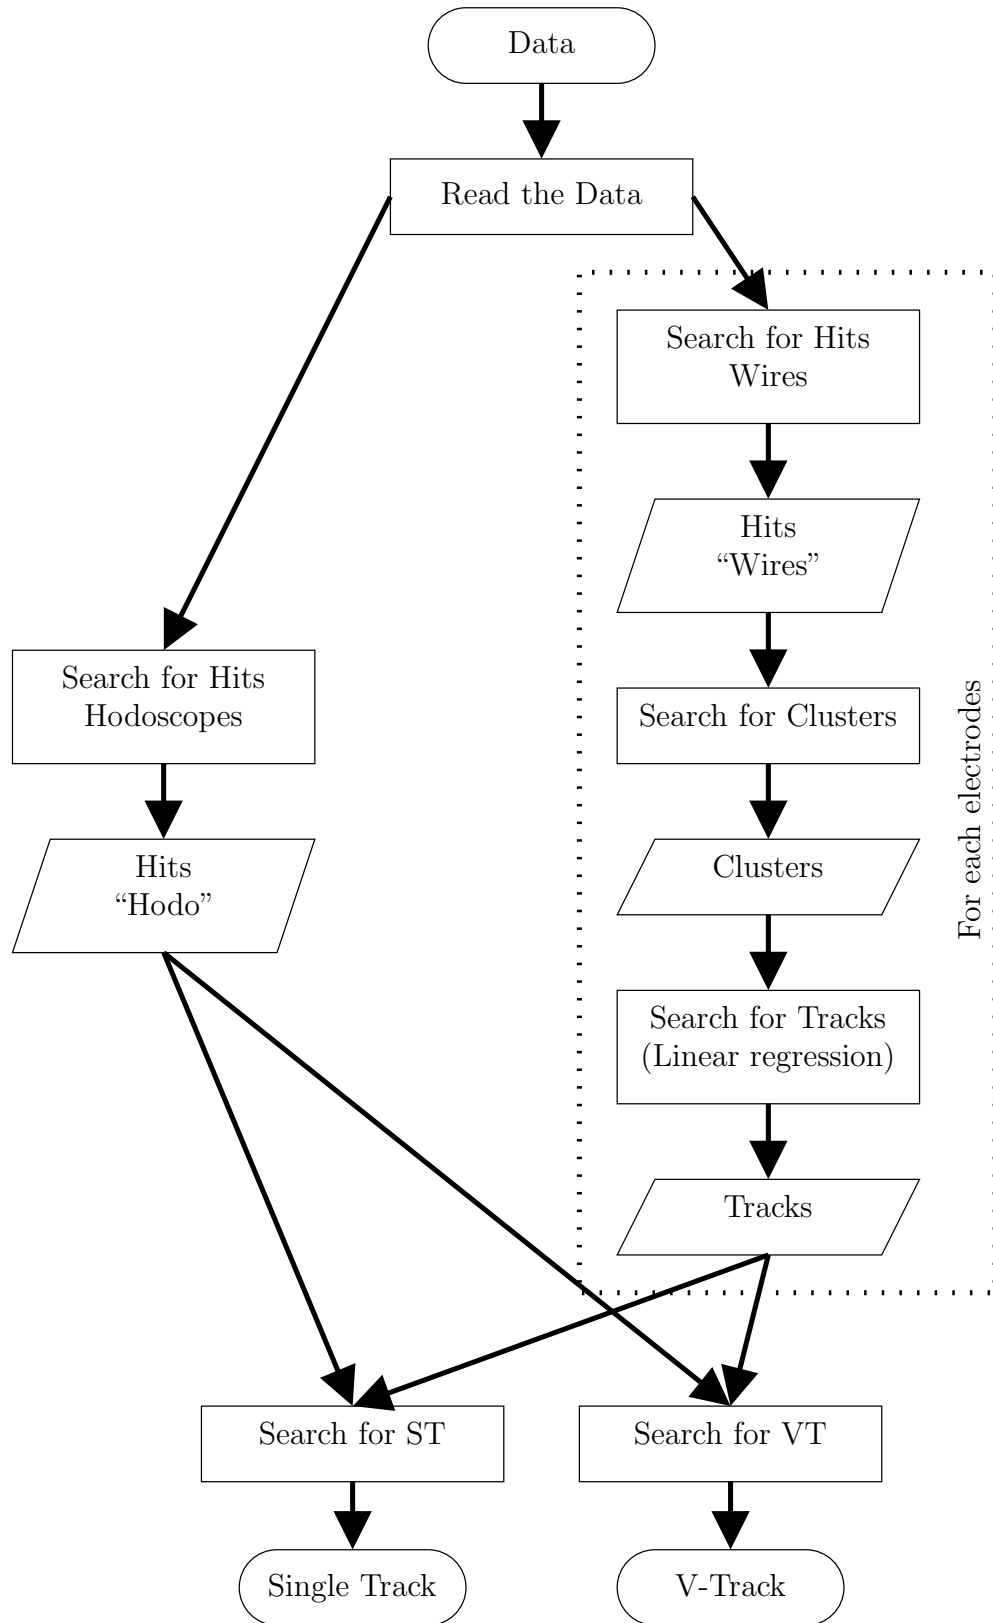 Data
Read the Data
Search for Hits
Wires
Hits
“Wires”
Search for Hits
Hodoscopes
Search for Clusters
Hits
“Hodo”
Clusters
For each electrodes
Search for Tracks
(Linear regression)
Tracks
Search for ST
Search for VT
Single Track
V-Track